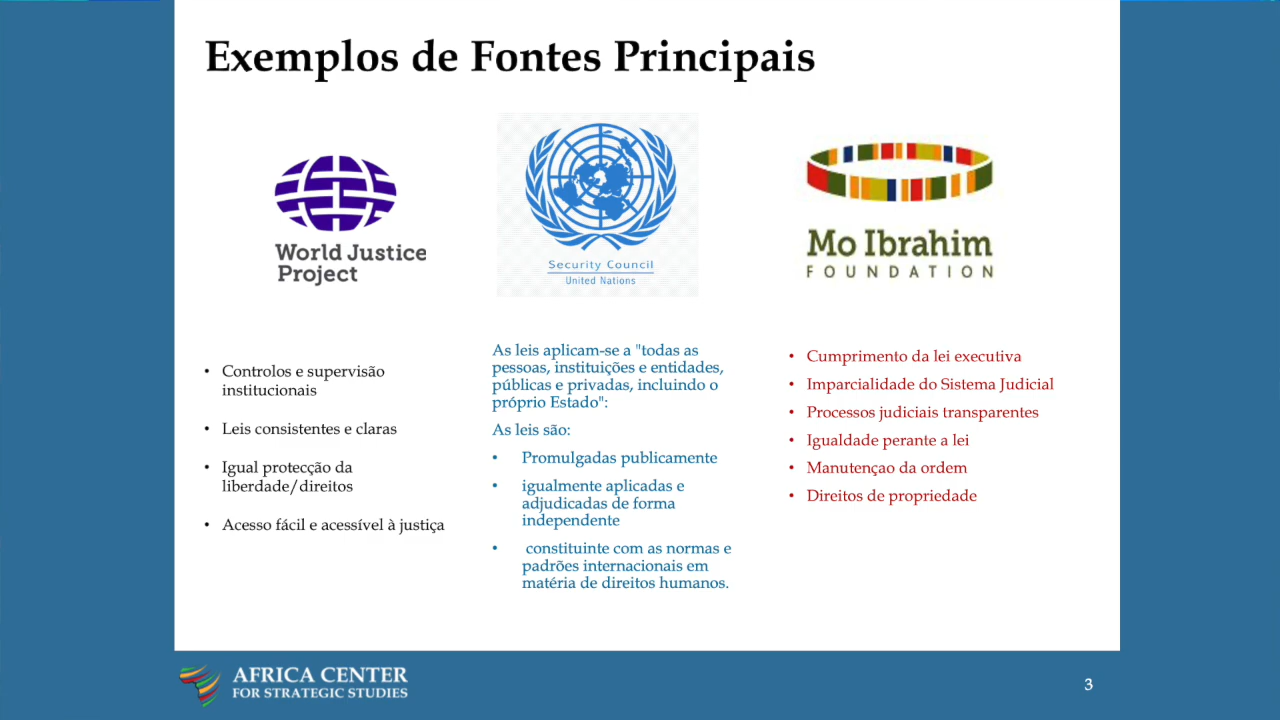 Exemplos de Fontes Principais
World Justice
Project
Security Council
United Nations
Mo Ibrahim
FOUNDATION
• Controlos e supervisão
institucionais
• Leis consistentes e claras
• Igual protecção da
liberdade/direitos
• Acesso fácil e acessível à justiça
As leis aplicam-se a "todas as
pessoas, instituições e entidades,
públicas e privadas, incluindo o
próprio Estado":
As leis são:
• Promulgadas publicamente
• igualmente aplicadas e
adjudicadas de forma
independente
• constituinte com as normas e
padrões internacionais em
matéria de direitos humanos.
• Cumprimento da lei executiva
• Imparcialidade do Sistema Judicial
• Processos judiciais transparentes
• Igualdade perante a lei
• Manutençao da ordem
• Direitos de propriedade
AFRICA CENTER
FOR STRATEGIC STUDIES
3